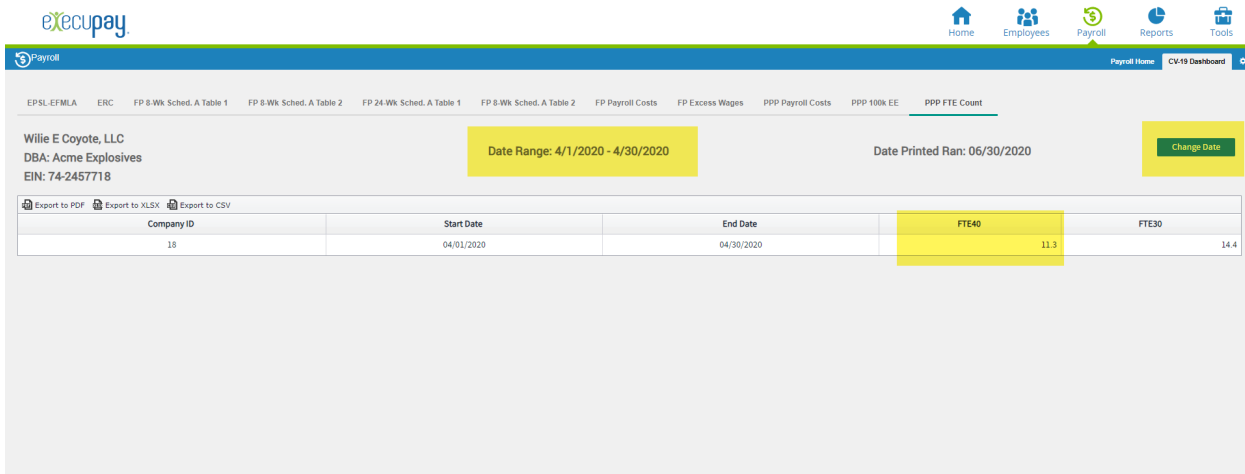 execupay.
Home Employees Payroll Reports Tools
Payroll
Payroll Home CV-19 Dashboard
EPSL-EFMLA ERC FP 8-Wk Sched. A Table 1 FP 8-Wk Sched. A Table 2 FP 24-Wk Sched. A Table 1 FP 8-Wk Sched. A Table 2 FP Payroll Costs FP Excess Wages PPP Payroll Costs PPP 100k EE PPP FTE Count
Wilie E Coyote, LLC
DBA: Acme Explosives
EIN: 74-2457718
Date Range: 4/1/2020 - 4/30/2020
Date Printed Ran: 06/30/2020
Change Date
Export to PDF Export to XLSX Export to CSV
Company ID Start Date End Date FTE40 FTE30
18 04/01/2020 04/30/2020 11.3 14.4